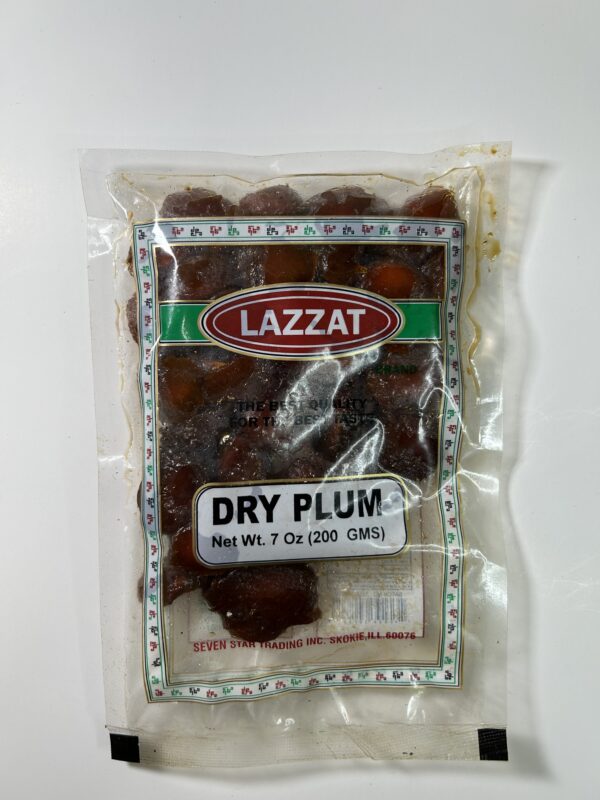 LAZZAT
BRAND
"THE BEST QUALITY
FOR THE BEST TASTE"
DRY PLUM
Net Wt. 7 Oz (200 GMS)
SEVEN STAR TRADING INC. SKOKIE,ILL.60076